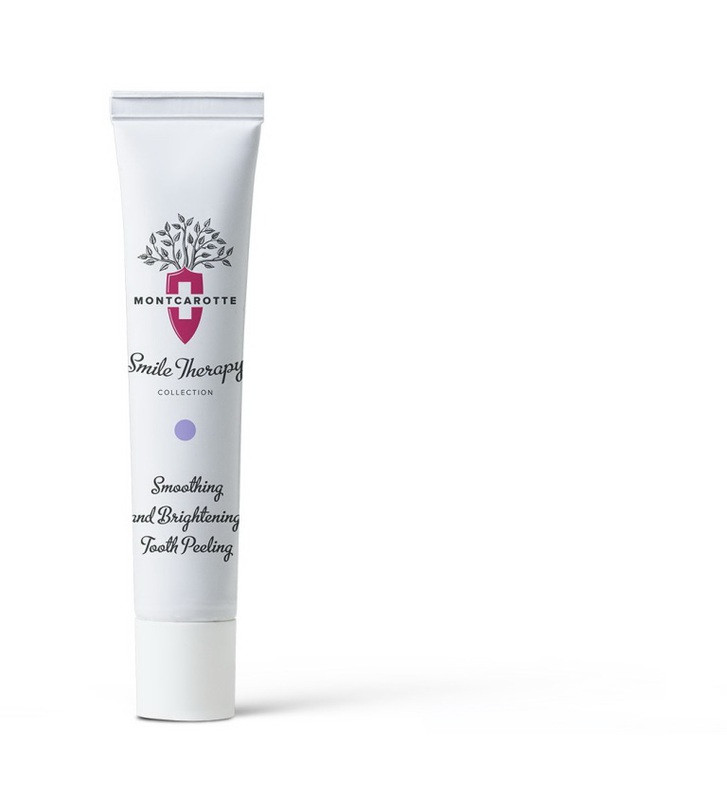 MONTCAROTTE
Smile Therapy
COLLECTION
Smoothing
and Brightening
Tooth Peeling